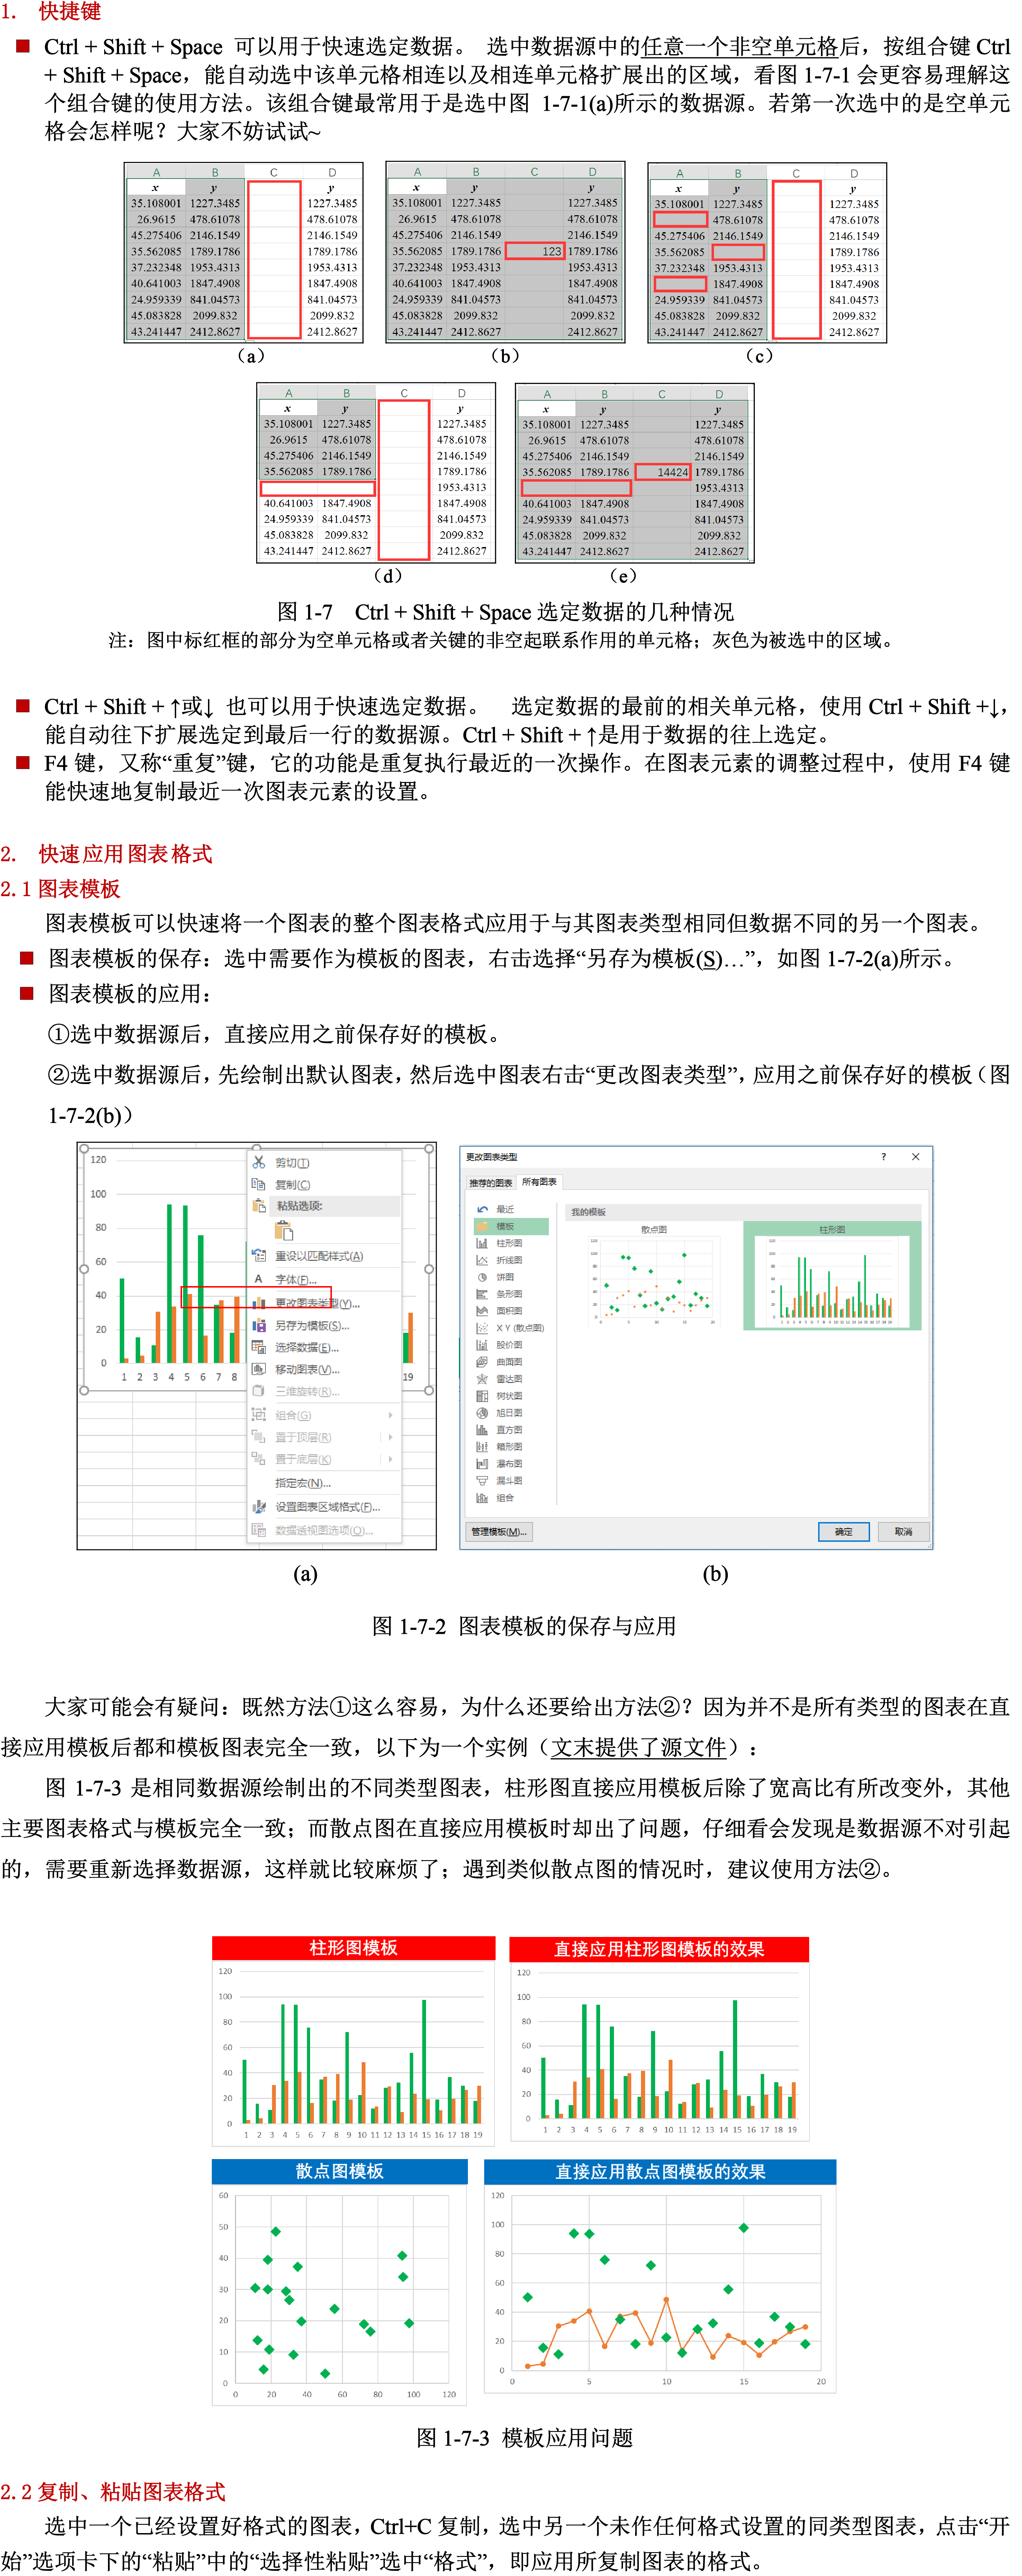 1. 快捷键
■ Ctrl + Shift + Space 可以用于快速选定数据。 选中数据源中的任意一个非空单元格后，按组合键 Ctrl
+ Shift + Space，能自动选中该单元格相连以及相连单元格扩展出的区域，看图 1-7-1 会更容易理解这
个组合键的使用方法。该组合键最常用于是选中图 1-7-1(a)所示的数据源。若第一次选中的是空单元
格会怎样呢？大家不妨试试~
A B C D
x y y
35.108001 1227.3485 1227.3485
26.9615 478.61078 478.61078
45.275406 2146.1549 2146.1549
35.562085 1789.1786 1789.1786
37.232348 1953.4313 1953.4313
40.641003 1847.4908 1847.4908
24.959339 841.04573 841.04573
45.083828 2099.832 2099.832
43.241447 2412.8627 2412.8627
（a）
A B C D
x y y
35.108001 1227.3485 1227.3485
26.9615 478.61078 478.61078
45.275406 2146.1549 2146.1549
35.562085 1789.1786 123 1789.1786
37.232348 1953.4313 1953.4313
40.641003 1847.4908 1847.4908
24.959339 841.04573 841.04573
45.083828 2099.832 2099.832
43.241447 2412.8627 2412.8627
（b）
A B C D
x y y
35.108001 1227.3485 1227.3485
478.61078 478.61078
45.275406 2146.1549 2146.1549
35.562085 1789.1786
37.232348 1953.4313 1953.4313
1847.4908 1847.4908
24.959339 841.04573 841.04573
45.083828 2099.832 2099.832
43.241447 2412.8627 2412.8627
（c）
A B C D
x y y
35.108001 1227.3485 1227.3485
26.9615 478.61078 478.61078
45.275406 2146.1549 2146.1549
35.562085 1789.1786 1789.1786
1953.4313
40.641003 1847.4908 1847.4908
24.959339 841.04573 841.04573
45.083828 2099.832 2099.832
43.241447 2412.8627 2412.8627
（d）
A B C D
x y y
35.108001 1227.3485 1227.3485
26.9615 478.61078 478.61078
45.275406 2146.1549 2146.1549
35.562085 1789.1786 14424 1789.1786
1953.4313
40.641003 1847.4908 1847.4908
24.959339 841.04573 841.04573
45.083828 2099.832 2099.832
43.241447 2412.8627 2412.8627
（e）
图 1-7 Ctrl + Shift + Space 选定数据的几种情况
注：图中标红框的部分为空单元格或者关键的非空起联系作用的单元格；灰色为被选中的区域。
■ Ctrl + Shift + ↑或↓ 也可以用于快速选定数据。 选定数据的最前的相关单元格，使用 Ctrl + Shift +↓，
能自动往下扩展选定到最后一行的数据源。Ctrl + Shift + ↑是用于数据的往上选定。
■ F4 键，又称“重复”键，它的功能是重复执行最近的一次操作。在图表元素的调整过程中，使用 F4 键
能快速地复制最近一次图表元素的设置。
2. 快速应用图表格式
2.1 图表模板
图表模板可以快速将一个图表的整个图表格式应用于与其图表类型相同但数据不同的另一个图表。
■ 图表模板的保存：选中需要作为模板的图表，右击选择“另存为模板(S)…”，如图 1-7-2(a)所示。
■ 图表模板的应用：
①选中数据源后，直接应用之前保存好的模板。
②选中数据源后，先绘制出默认图表，然后选中图表右击“更改图表类型”，应用之前保存好的模板（图
1-7-2(b)）
120
100
80
60
40
20
0
1 2 3 4 5 6 7 8 19
剪切(T)
复制(C)
粘贴选项:
重设以匹配样式(A)
字体(F)...
更改图表类型(Y)...
另存为模板(S)...
选择数据(E)...
移动图表(V)...
三维旋转(R)...
组合(G)
置于顶层(R)
置于底层(K)
指定宏(N)...
设置图表区域格式(F)...
数据透视图选项(O)...
(a)
更改图表类型 ? ×
推荐的图表 所有图表
最近
模板
柱形图
折线图
饼图
条形图
面积图
X Y (散点图)
股价图
曲面图
雷达图
树状图
旭日图
直方图
箱形图
瀑布图
漏斗图
组合
我的模板
散点图
柱形图
管理模板(M)... 确定 取消
(b)
图 1-7-2 图表模板的保存与应用
大家可能会有疑问：既然方法①这么容易，为什么还要给出方法②？因为并不是所有类型的图表在直
接应用模板后都和模板图表完全一致，以下为一个实例（文末提供了源文件）：
图 1-7-3 是相同数据源绘制出的不同类型图表，柱形图直接应用模板后除了宽高比有所改变外，其他
主要图表格式与模板完全一致；而散点图在直接应用模板时却出了问题，仔细看会发现是数据源不对引起
的，需要重新选择数据源，这样就比较麻烦了；遇到类似散点图的情况时，建议使用方法②。
柱形图模板
120
100
80
60
40
20
0
1 2 3 4 5 6 7 8 9 10 11 12 13 14 15 16 17 18 19
直接应用柱形图模板的效果
120
100
80
60
40
20
0
1 2 3 4 5 6 7 8 9 10 11 12 13 14 15 16 17 18 19
散点图模板
60
50
40
30
20
10
0
0 20 40 60 80 100 120
直接应用散点图模板的效果
120
100
80
60
40
20
0
0 5 10 15 20
图 1-7-3 模板应用问题
2.2 复制、粘贴图表格式
选中一个已经设置好格式的图表，Ctrl+C 复制，选中另一个未作任何格式设置的同类型图表，点击“开
始”选项卡下的“粘贴”中的“选择性粘贴”选中“格式”，即应用所复制图表的格式。